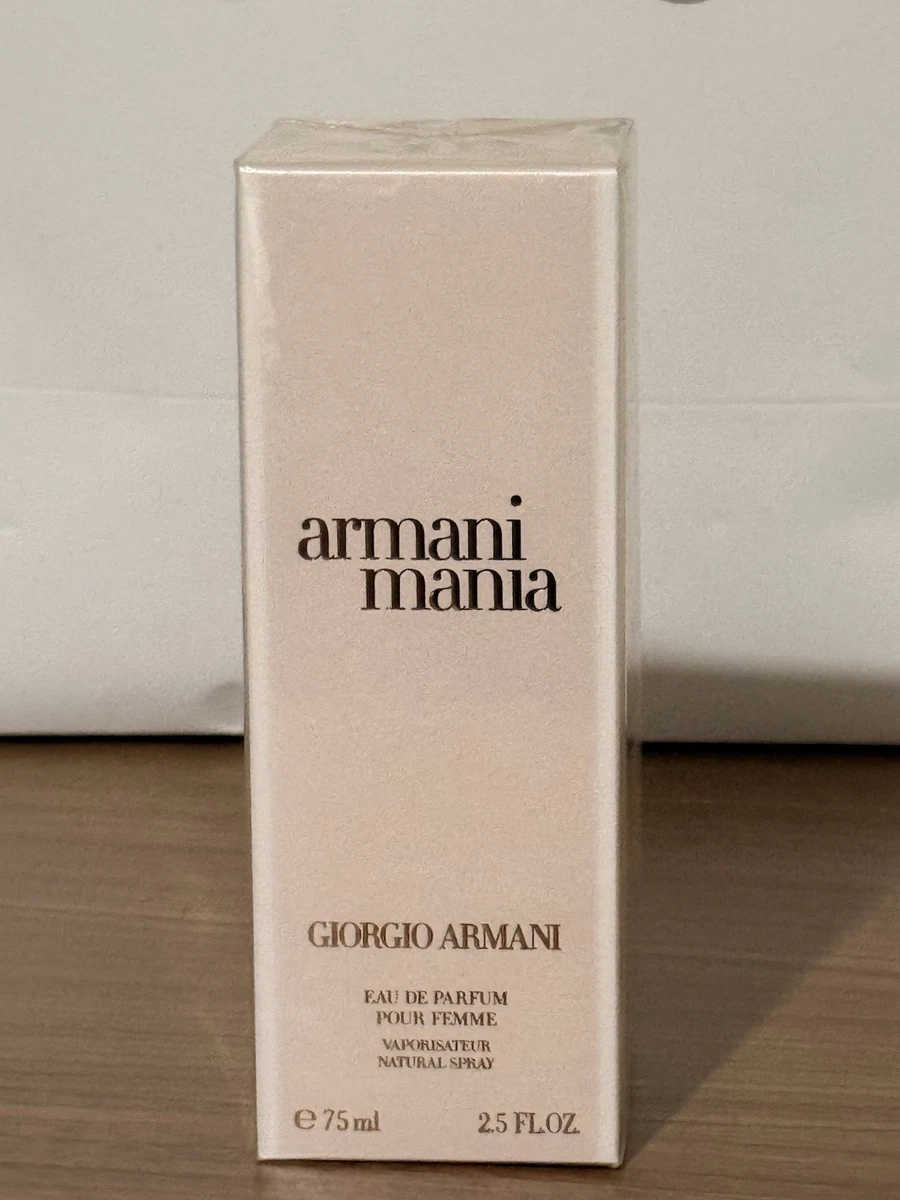 armani
mania
GIORGIO ARMANI
EAU DE PARFUM
POUR FEMME
VAPORISATEUR
NATURAL SPRAY
℮ 75 ml 2.5 FL.OZ.